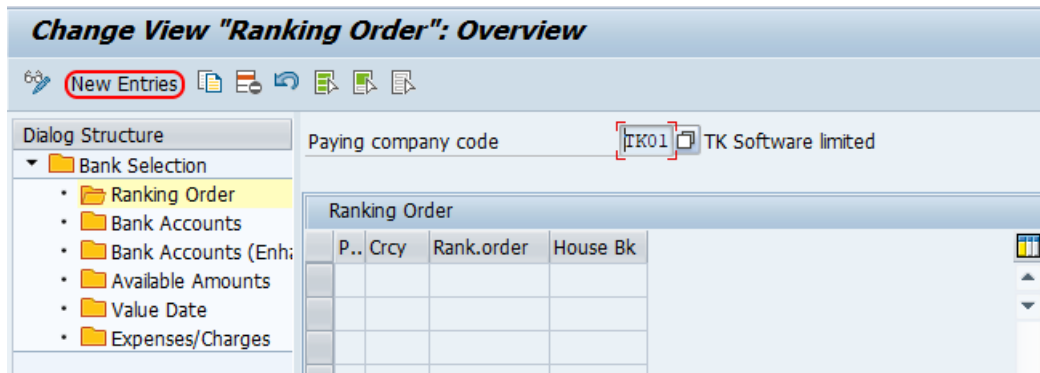 Change View "Ranking Order": Overview
New Entries
Dialog Structure
Bank Selection
Ranking Order
Bank Accounts
Bank Accounts (Enha
Available Amounts
Value Date
Expenses/Charges
Paying company code TK01 TK Software limited
Ranking Order
P.. Crcy Rank.order House Bk